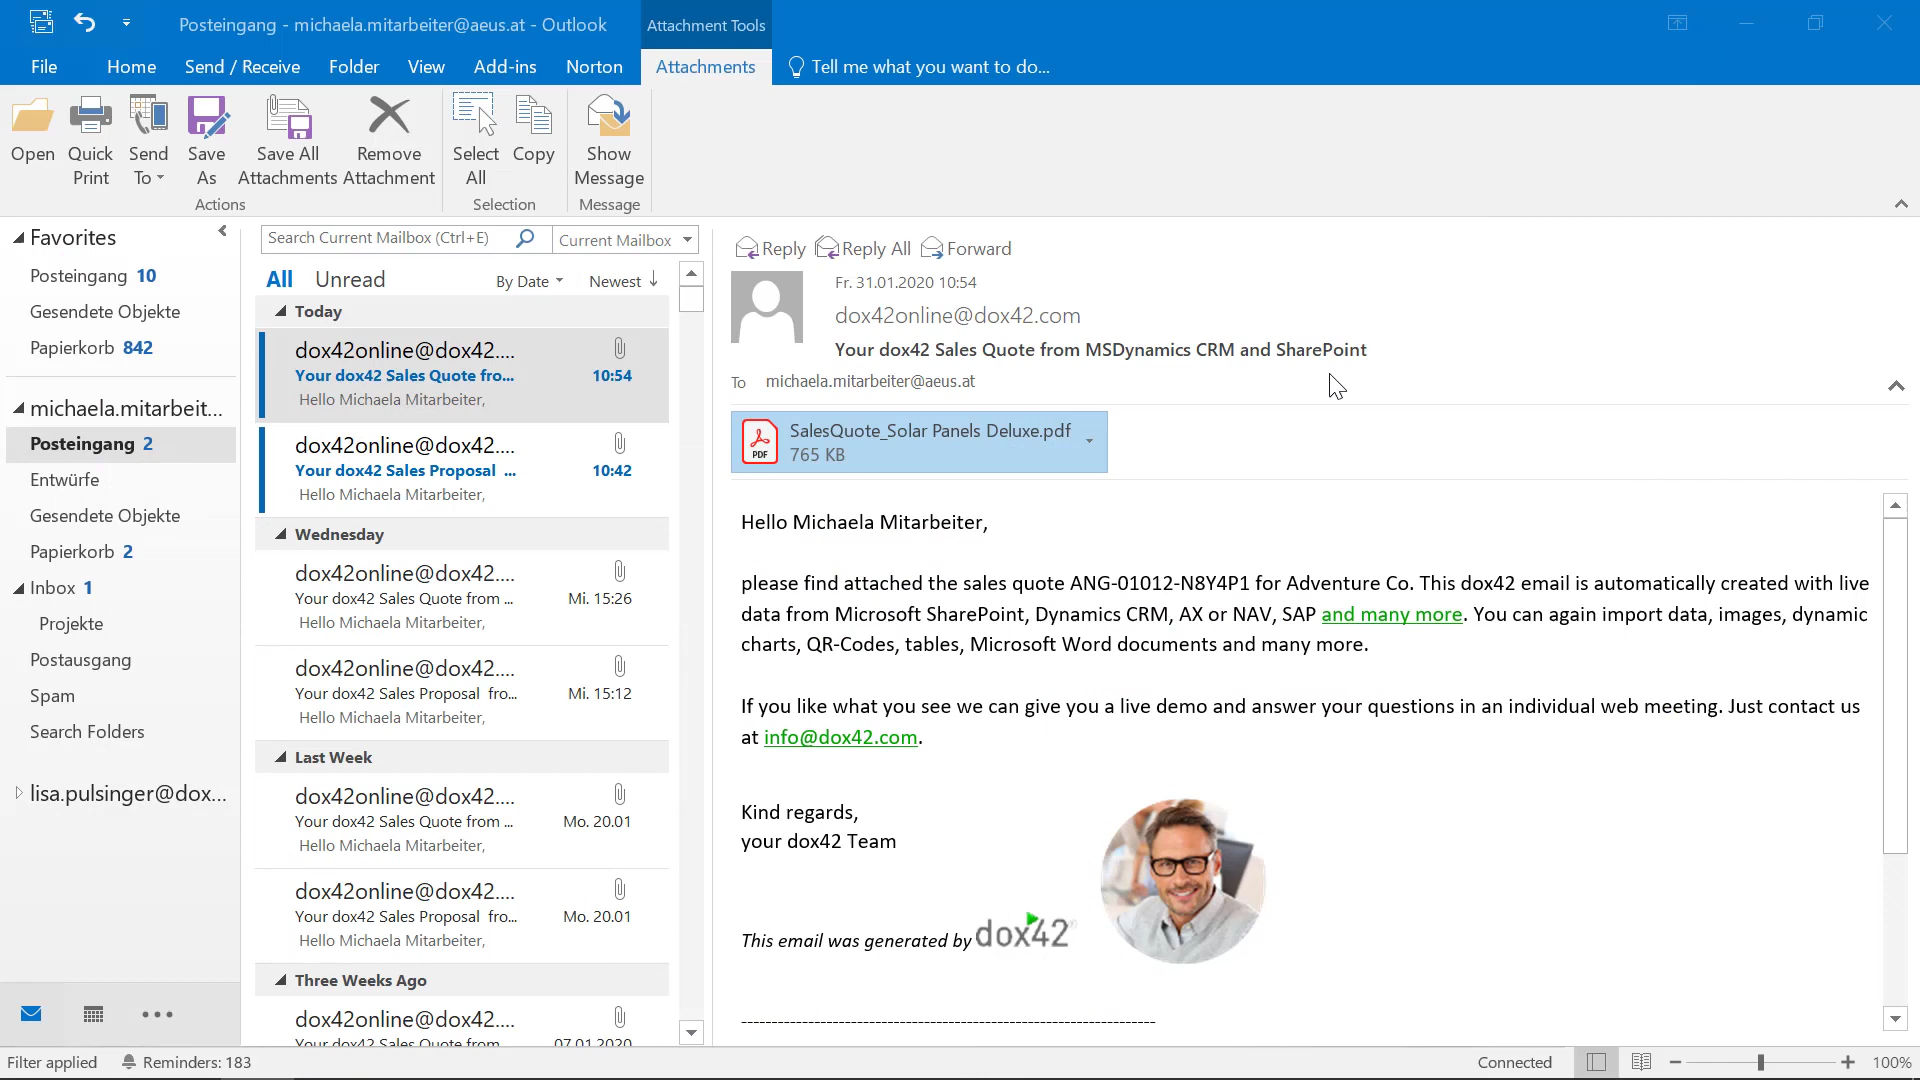 Posteingang - michaela.mitarbeiter@aeus.at - Outlook
Attachment Tools
File Home Send / Receive Folder View Add-ins Norton Attachments Tell me what you want to do...
Open
Quick Print
Send To
Save As
Save All Attachments
Remove Attachment
Select All
Copy
Show Message
Actions Selection Message
Favorites
Posteingang 10
Gesendete Objekte
Papierkorb 842
michaela.mitarbeit...
Posteingang 2
Entwürfe
Gesendete Objekte
Papierkorb 2
Inbox 1
Projekte
Postausgang
Spam
Search Folders
lisa.pulsinger@dox...
Search Current Mailbox (Ctrl+E) Current Mailbox
All Unread By Date Newest ↓
Today
dox42online@dox42....
Your dox42 Sales Quote fro... 10:54
Hello Michaela Mitarbeiter,
dox42online@dox42....
Your dox42 Sales Proposal ... 10:42
Hello Michaela Mitarbeiter,
Wednesday
dox42online@dox42....
Your dox42 Sales Quote from ... Mi. 15:26
Hello Michaela Mitarbeiter,
dox42online@dox42....
Your dox42 Sales Proposal fro... Mi. 15:12
Hello Michaela Mitarbeiter,
Last Week
dox42online@dox42....
Your dox42 Sales Quote from ... Mo. 20.01
Hello Michaela Mitarbeiter,
dox42online@dox42....
Your dox42 Sales Proposal fro... Mo. 20.01
Hello Michaela Mitarbeiter,
Three Weeks Ago
dox42online@dox42....
Your dox42 Sales Quote from 07.01.2020
Reply Reply All Forward
Fr. 31.01.2020 10:54
dox42online@dox42.com
Your dox42 Sales Quote from MSDynamics CRM and SharePoint
To michaela.mitarbeiter@aeus.at
PDF
SalesQuote_Solar Panels Deluxe.pdf
765 KB
Hello Michaela Mitarbeiter,
please find attached the sales quote ANG-01012-N8Y4P1 for Adventure Co. This dox42 email is automatically created with live
data from Microsoft SharePoint, Dynamics CRM, AX or NAV, SAP and many more. You can again import data, images, dynamic
charts, QR-Codes, tables, Microsoft Word documents and many more.
If you like what you see we can give you a live demo and answer your questions in an individual web meeting. Just contact us
at info@dox42.com.
Kind regards,
your dox42 Team
This email was generated by dox42
--------------------------------------------------------------------
Filter applied Reminders: 183 Connected 100%